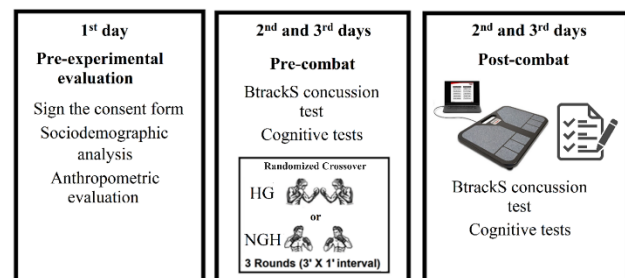 1st day
Pre-experimental
evaluation
Sign the consent form
Sociodemographic
analysis
Anthropometric
evaluation
2nd and 3rd days
Pre-combat
BtrackS concussion
test
Cognitive tests
Randomized Crossover
HG
or
NGH
3 Rounds (3' X 1' interval)
2nd and 3rd days
Post-combat
BtrackS concussion
test
Cognitive tests